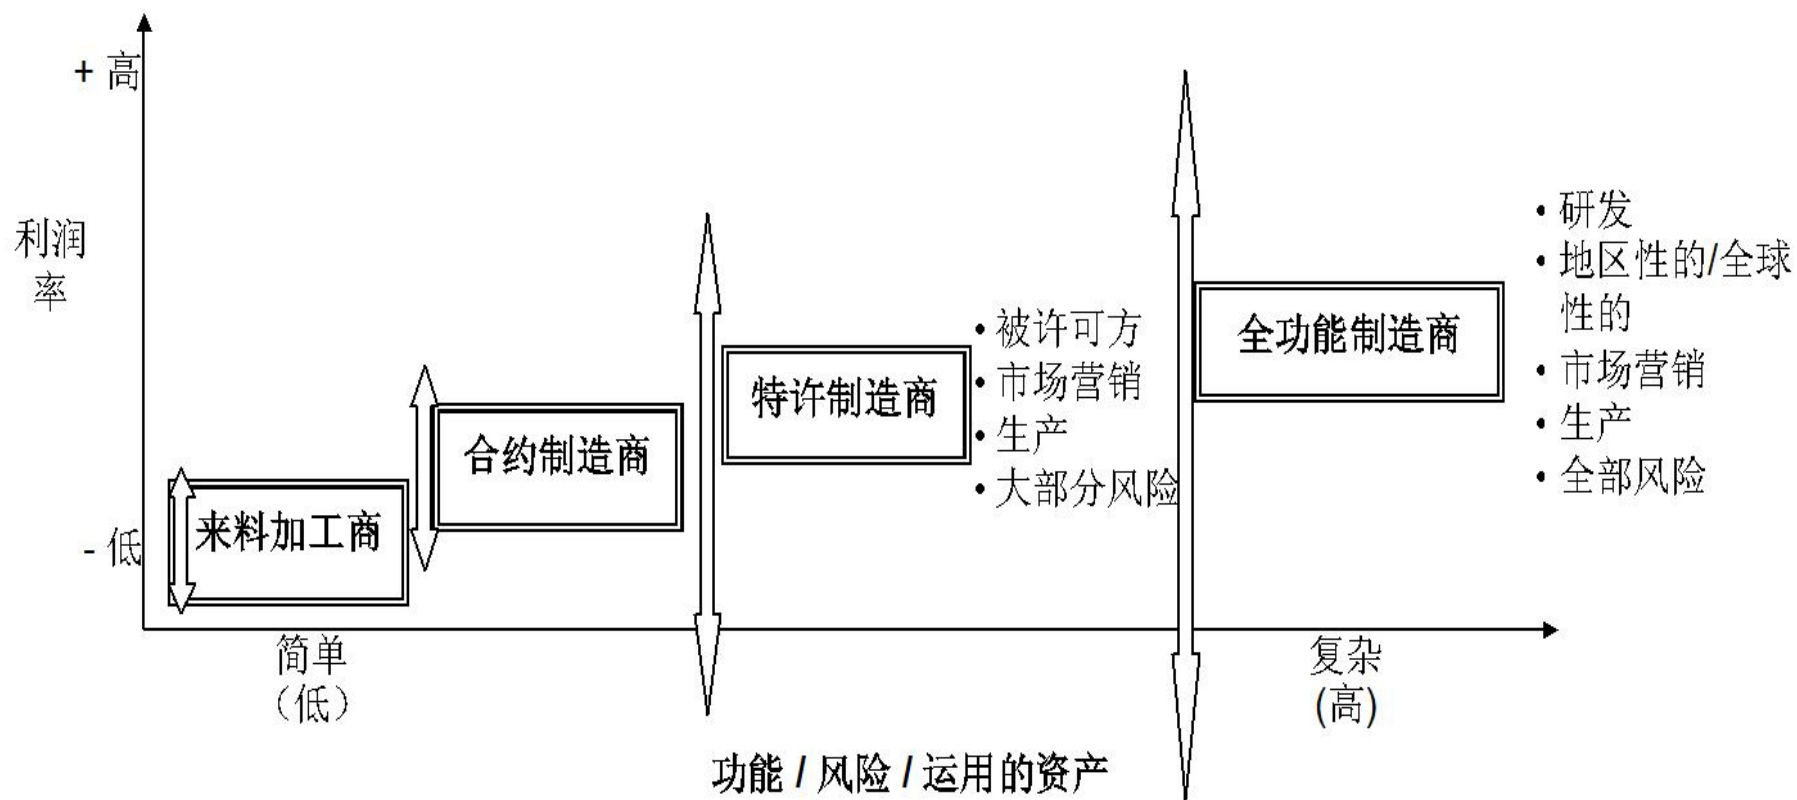 + 高
利润
率
- 低
来料加工商
合约制造商
特许制造商
• 被许可方
• 市场营销
• 生产
• 大部分风险
全功能制造商
• 研发
• 地区性的/全球
性的
• 市场营销
• 生产
• 全部风险
简单
（低）
复杂
(高)
功能 / 风险 / 运用的资产